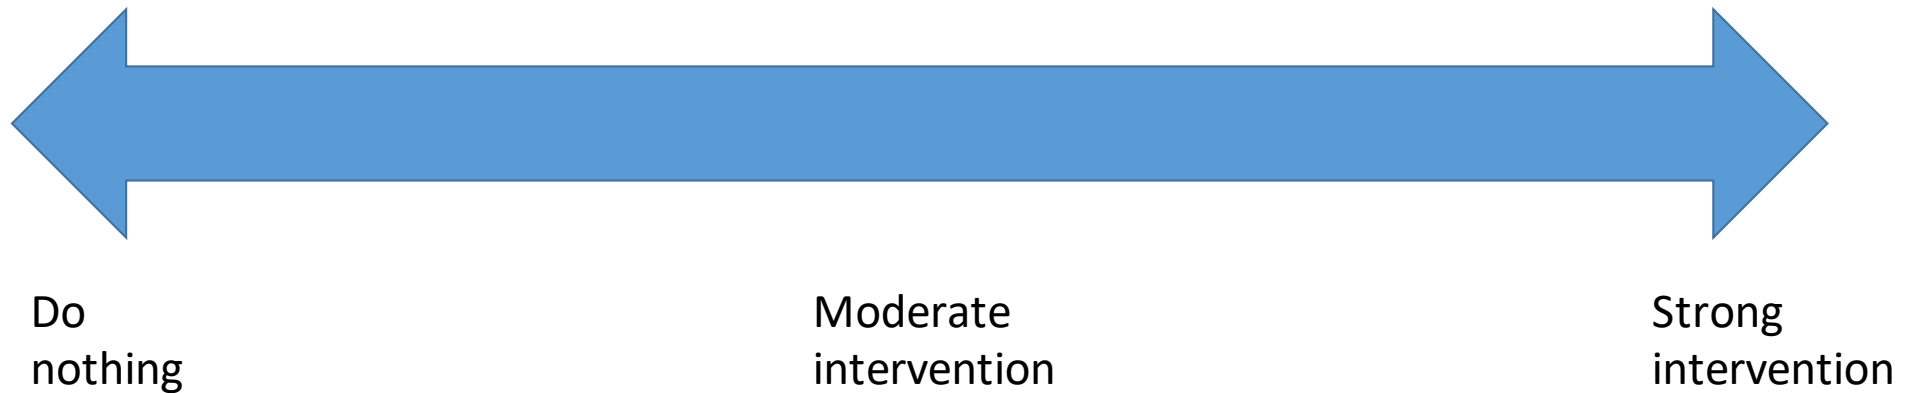 Do
nothing
Moderate
intervention
Strong
intervention